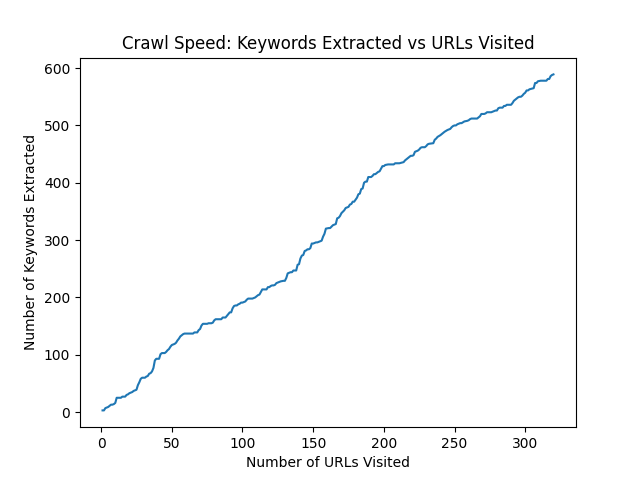 Crawl Speed: Keywords Extracted vs URLs Visited
600
500
400
300
200
100
0
Number of Keywords Extracted
0 50 100 150 200 250 300
Number of URLs Visited